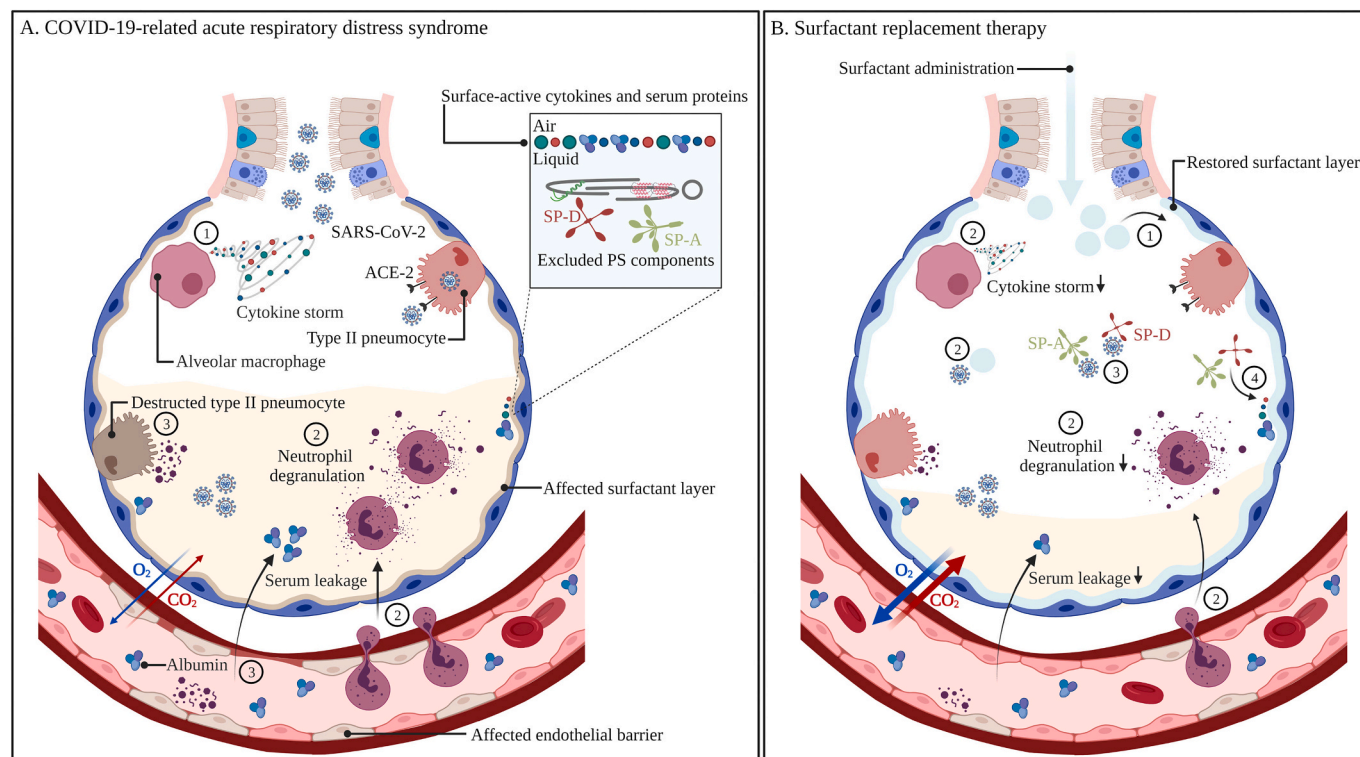 A. COVID-19-related acute respiratory distress syndrome
Surface-active cytokines and serum proteins
Air
Liquid
SP-D
SP-A
Excluded PS components
1
SARS-CoV-2
ACE-2
Cytokine storm
Type II pneumocyte
Alveolar macrophage
Destructed type II pneumocyte
3
2
Neutrophil
degranulation
Affected surfactant layer
O₂
CO₂
Serum leakage
2
Albumin
3
Affected endothelial barrier
B. Surfactant replacement therapy
Surfactant administration
Restored surfactant layer
1
2
Cytokine storm
SP-A
SP-D
2
3
4
2
Neutrophil
degranulation
O₂
CO₂
Serum leakage
2